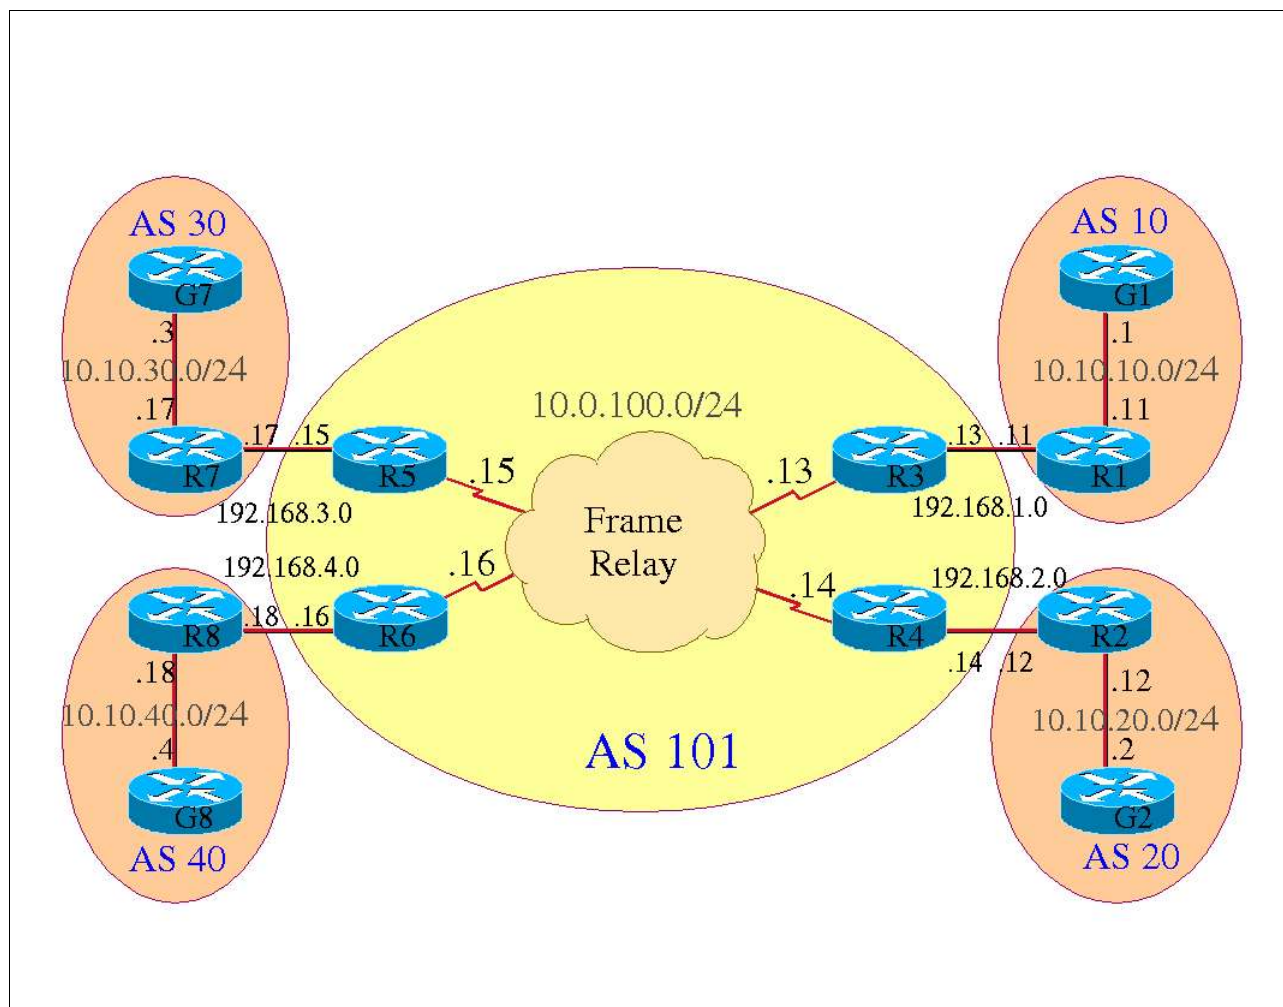 AS 30
AS 10
G7
G1
.3
.1
10.10.30.0/24
10.10.10.0/24
10.0.100.0/24
.17
.11
.17
.15
.13
.11
R7
R5
.15
.13
R3
R1
192.168.3.0
192.168.1.0
Frame
Relay
192.168.4.0
.16
.14
192.168.2.0
R8
.18
.16
R6
R4
R2
.14
.12
.18
.12
10.10.40.0/24
10.10.20.0/24
.4
.2
AS 101
G8
G2
AS 40
AS 20